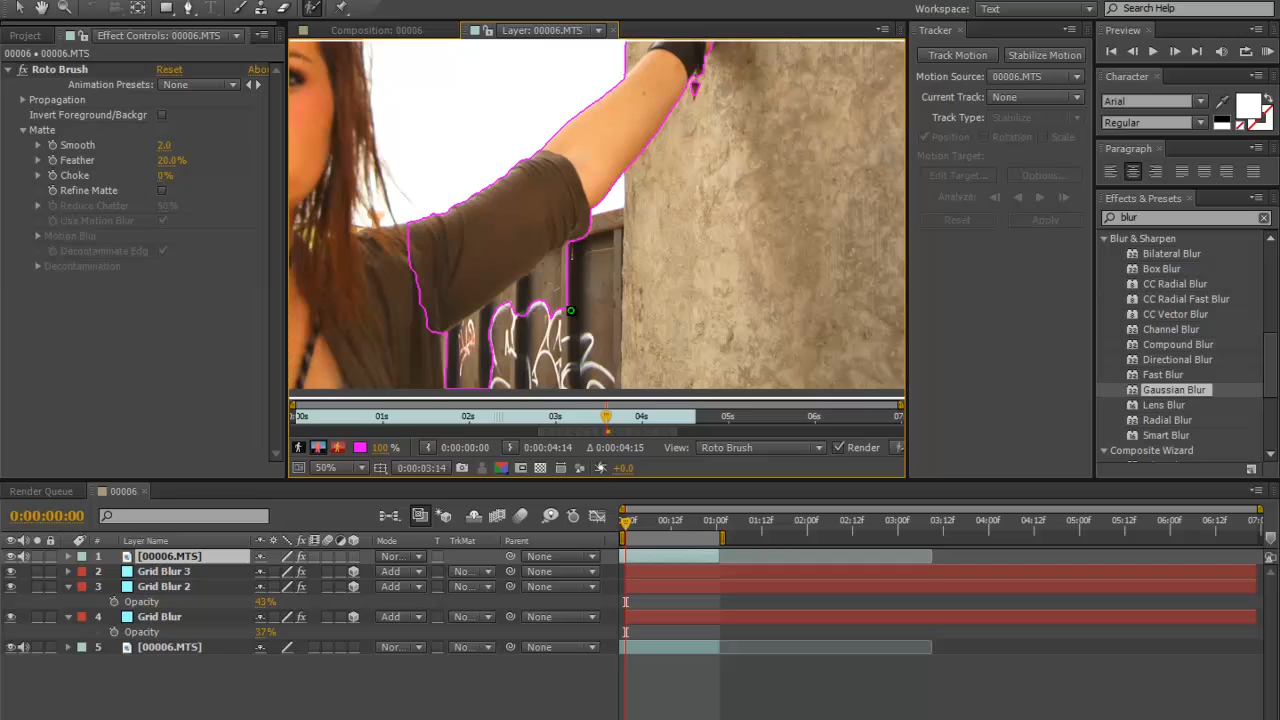 Workspace: Text Search Help
Project Effect Controls: 00006.MTS Composition: 00006 Layer: 00006.MTS Tracker Preview
00006 • 00006.MTS
fx Roto Brush Reset Abou
Animation Presets: None
Propagation
Invert Foreground/Backgr
Matte
Smooth 2.0
Feather 20.0%
Choke 0%
Refine Matte
Reduce Chatter 50%
Use Motion Blur
Motion Blur
Decontaminate Edg
Decontamination
Track Motion Stabilize Motion
Motion Source: 00006.MTS
Current Track: None
Track Type: Stabilize
Position Rotation Scale
Motion Target:
Edit Target... Options...
Analyze:
Reset Apply
Character
Arial
Regular
Paragraph
Effects & Presets
blur
Blur & Sharpen
Bilateral Blur
Box Blur
CC Radial Blur
CC Radial Fast Blur
CC Vector Blur
Channel Blur
Compound Blur
Directional Blur
Fast Blur
Gaussian Blur
Lens Blur
Radial Blur
Smart Blur
Composite Wizard
00s 01s 02s 03s 04s 05s 06s 07s
100 % 0:00:00:00 0:00:04:14 Δ 0:00:04:15 View: Roto Brush Render
50% 0:00:03:14 +0.0
Render Queue 00006
0:00:00:00
00:12f 01:00f 01:12f 02:00f 02:12f 03:00f 03:12f 04:00f 04:12f 05:00f 05:12f 06:00f 06:12f 07:0
# Layer Name Mode T TrkMat Parent
1 [00006.MTS] fx Nor... None
2 Grid Blur 3 fx Add No... None
3 Grid Blur 2 fx Add No... None
Opacity 43%
4 Grid Blur fx Add No... None
Opacity 37%
5 [00006.MTS] Nor... No... None